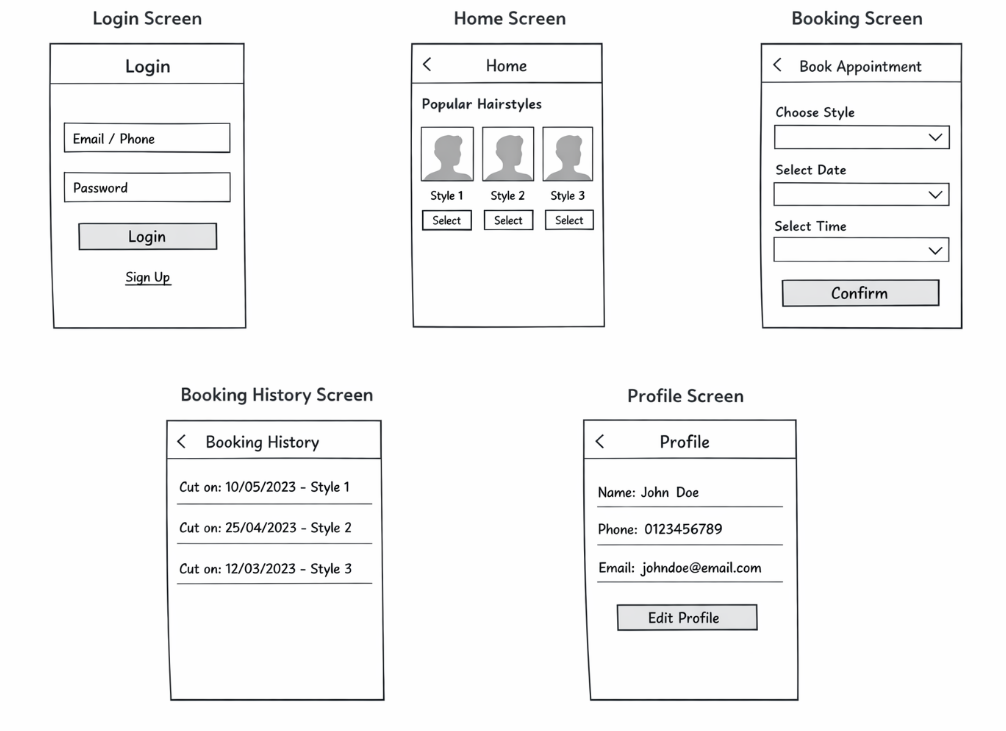 Login Screen
Login
Email / Phone
Password
Login
Sign Up
Home Screen
Home
Popular Hairstyles
Style 1 Style 2 Style 3
Select Select Select
Booking Screen
Book Appointment
Choose Style
Select Date
Select Time
Confirm
Booking History Screen
Booking History
Cut on: 10/05/2023 - Style 1
Cut on: 25/04/2023 - Style 2
Cut on: 12/03/2023 - Style 3
Profile Screen
Profile
Name: John Doe
Phone: 0123456789
Email: johndoe@email.com
Edit Profile